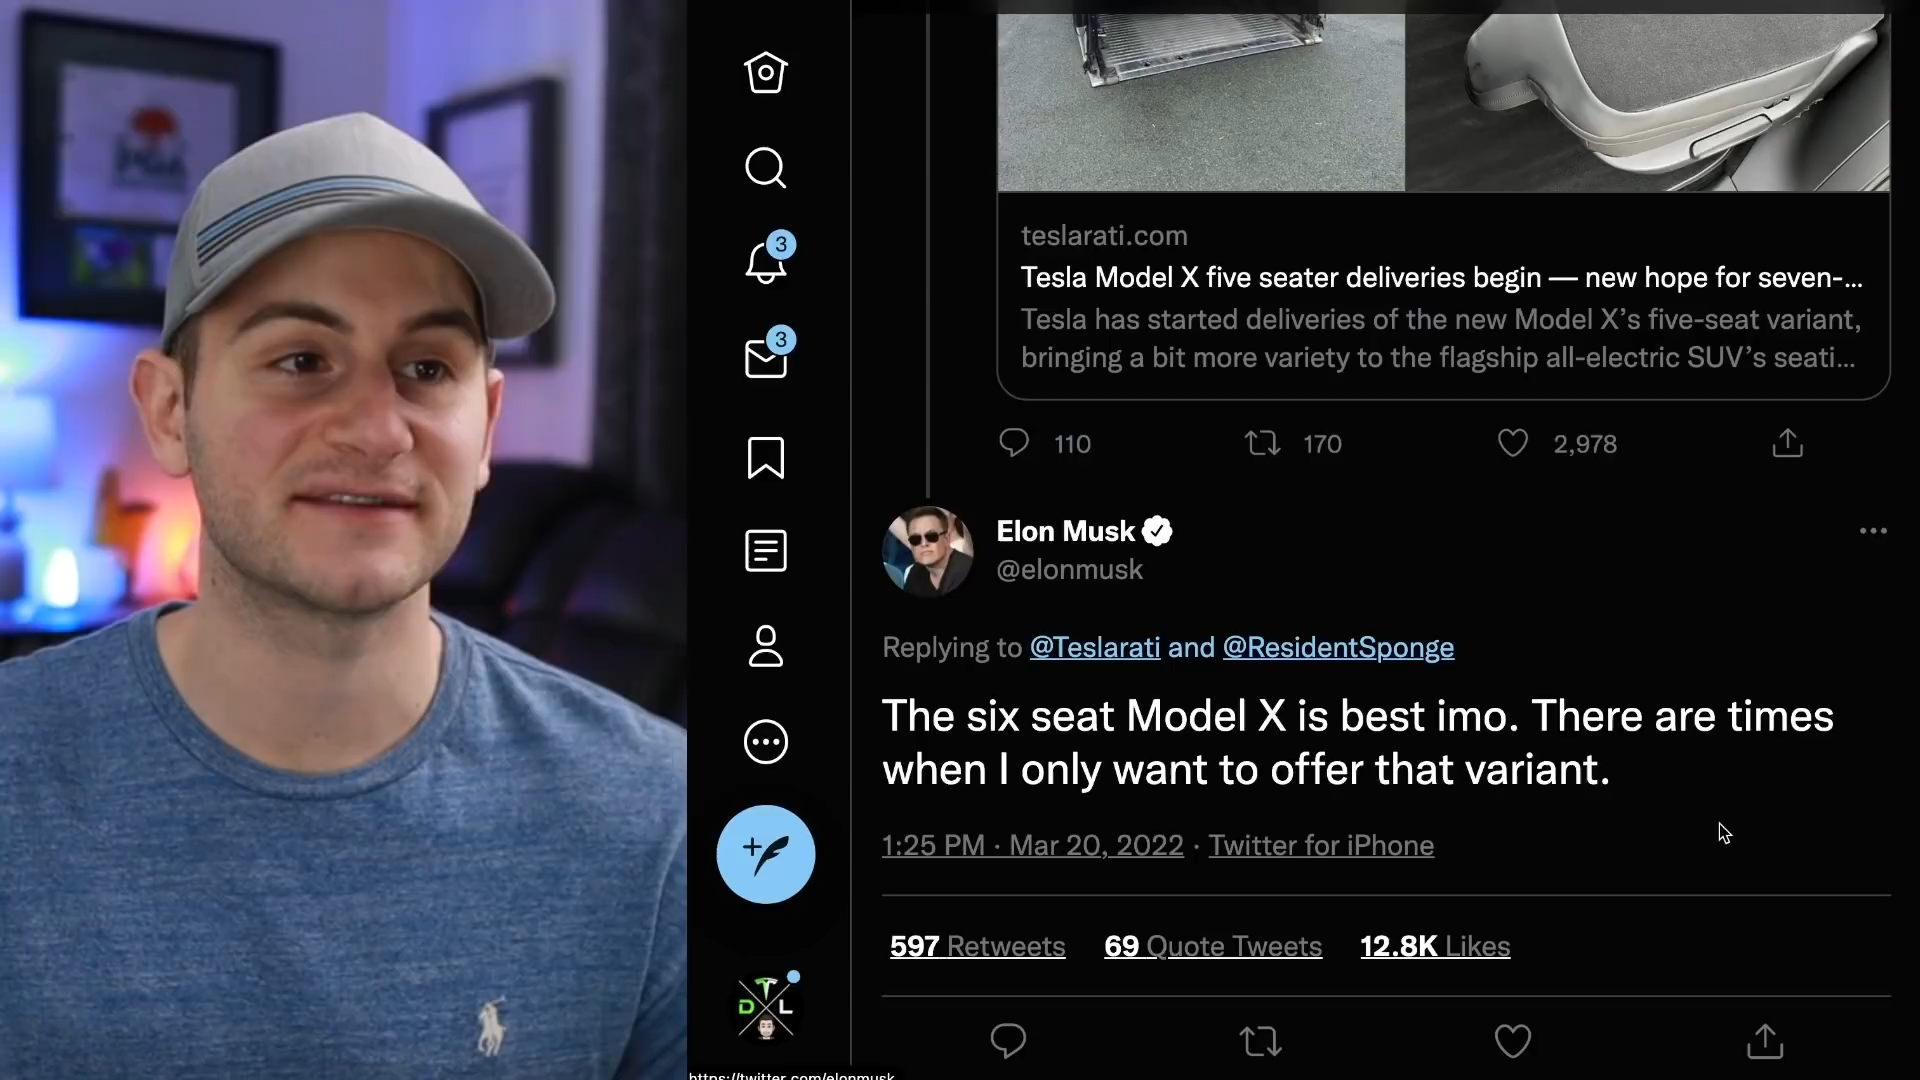 PGA
3
3
teslarati.com
Tesla Model X five seater deliveries begin — new hope for seven-...
Tesla has started deliveries of the new Model X’s five-seat variant,
bringing a bit more variety to the flagship all-electric SUV’s seati...
110 170 2,978
Elon Musk
@elonmusk
Replying to @Teslarati and @ResidentSponge
The six seat Model X is best imo. There are times
when I only want to offer that variant.
1:25 PM · Mar 20, 2022 · Twitter for iPhone
597 Retweets 69 Quote Tweets 12.8K Likes
D T L
https://twitter.com/elonmusk